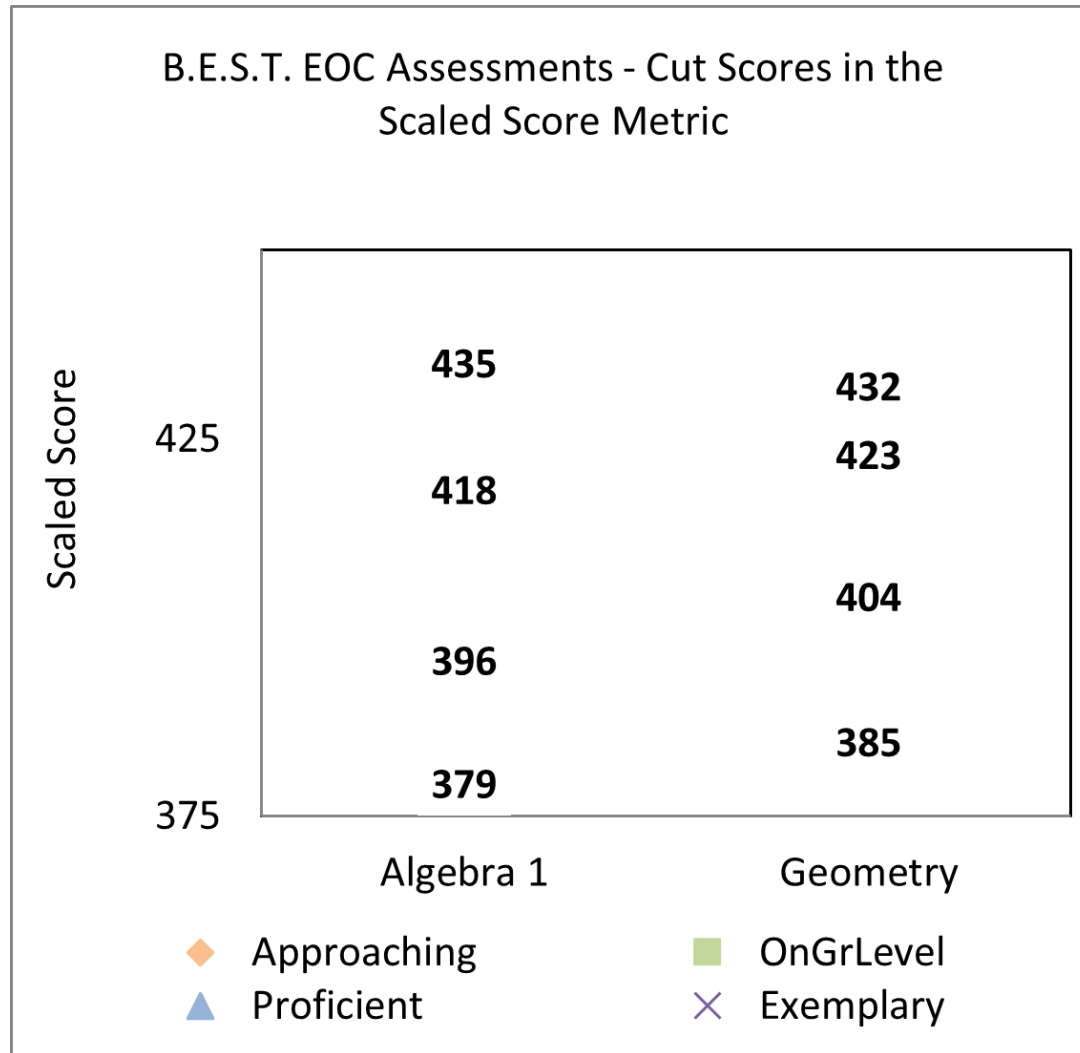 B.E.S.T. EOC Assessments - Cut Scores in the
Scaled Score Metric
Scaled Score
435
432
425
423
418
404
396
385
379
375
Algebra 1 Geometry
Approaching OnGrLevel
Proficient Exemplary